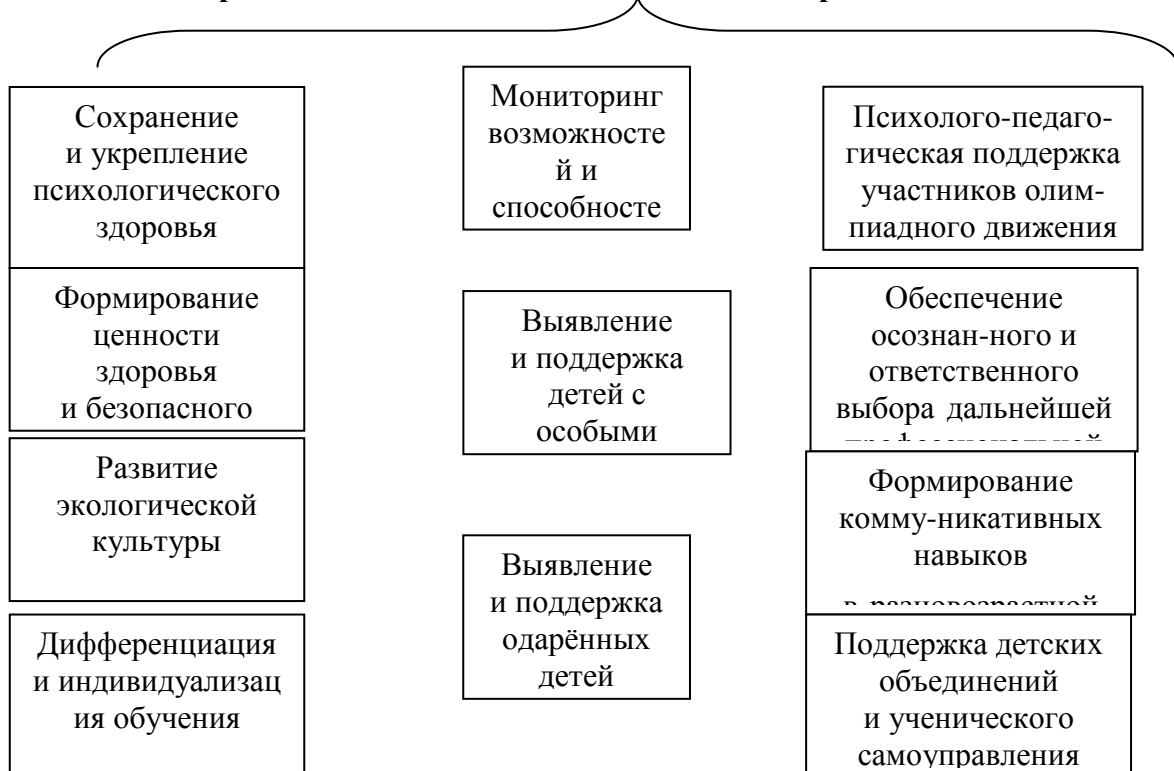 Сохранение
и укрепление
психологического
здоровья
Формирование
ценности
здоровья
и безопасного
Развитие
экологической
культуры
Дифференциация
и индивидуализац
ия обучения
Мониторинг
возможносте
й и
способносте
Выявление
и поддержка
детей с
особыми
Выявление
и поддержка
одарённых
детей
Психолого-педаго-
гическая поддержка
участников олим-
пиадного движения
Обеспечение
осознан-ного и
ответственного
выбора дальнейшей
Формирование
комму-никативных
навыков
Поддержка детских
объединений
и ученического
самоуправления